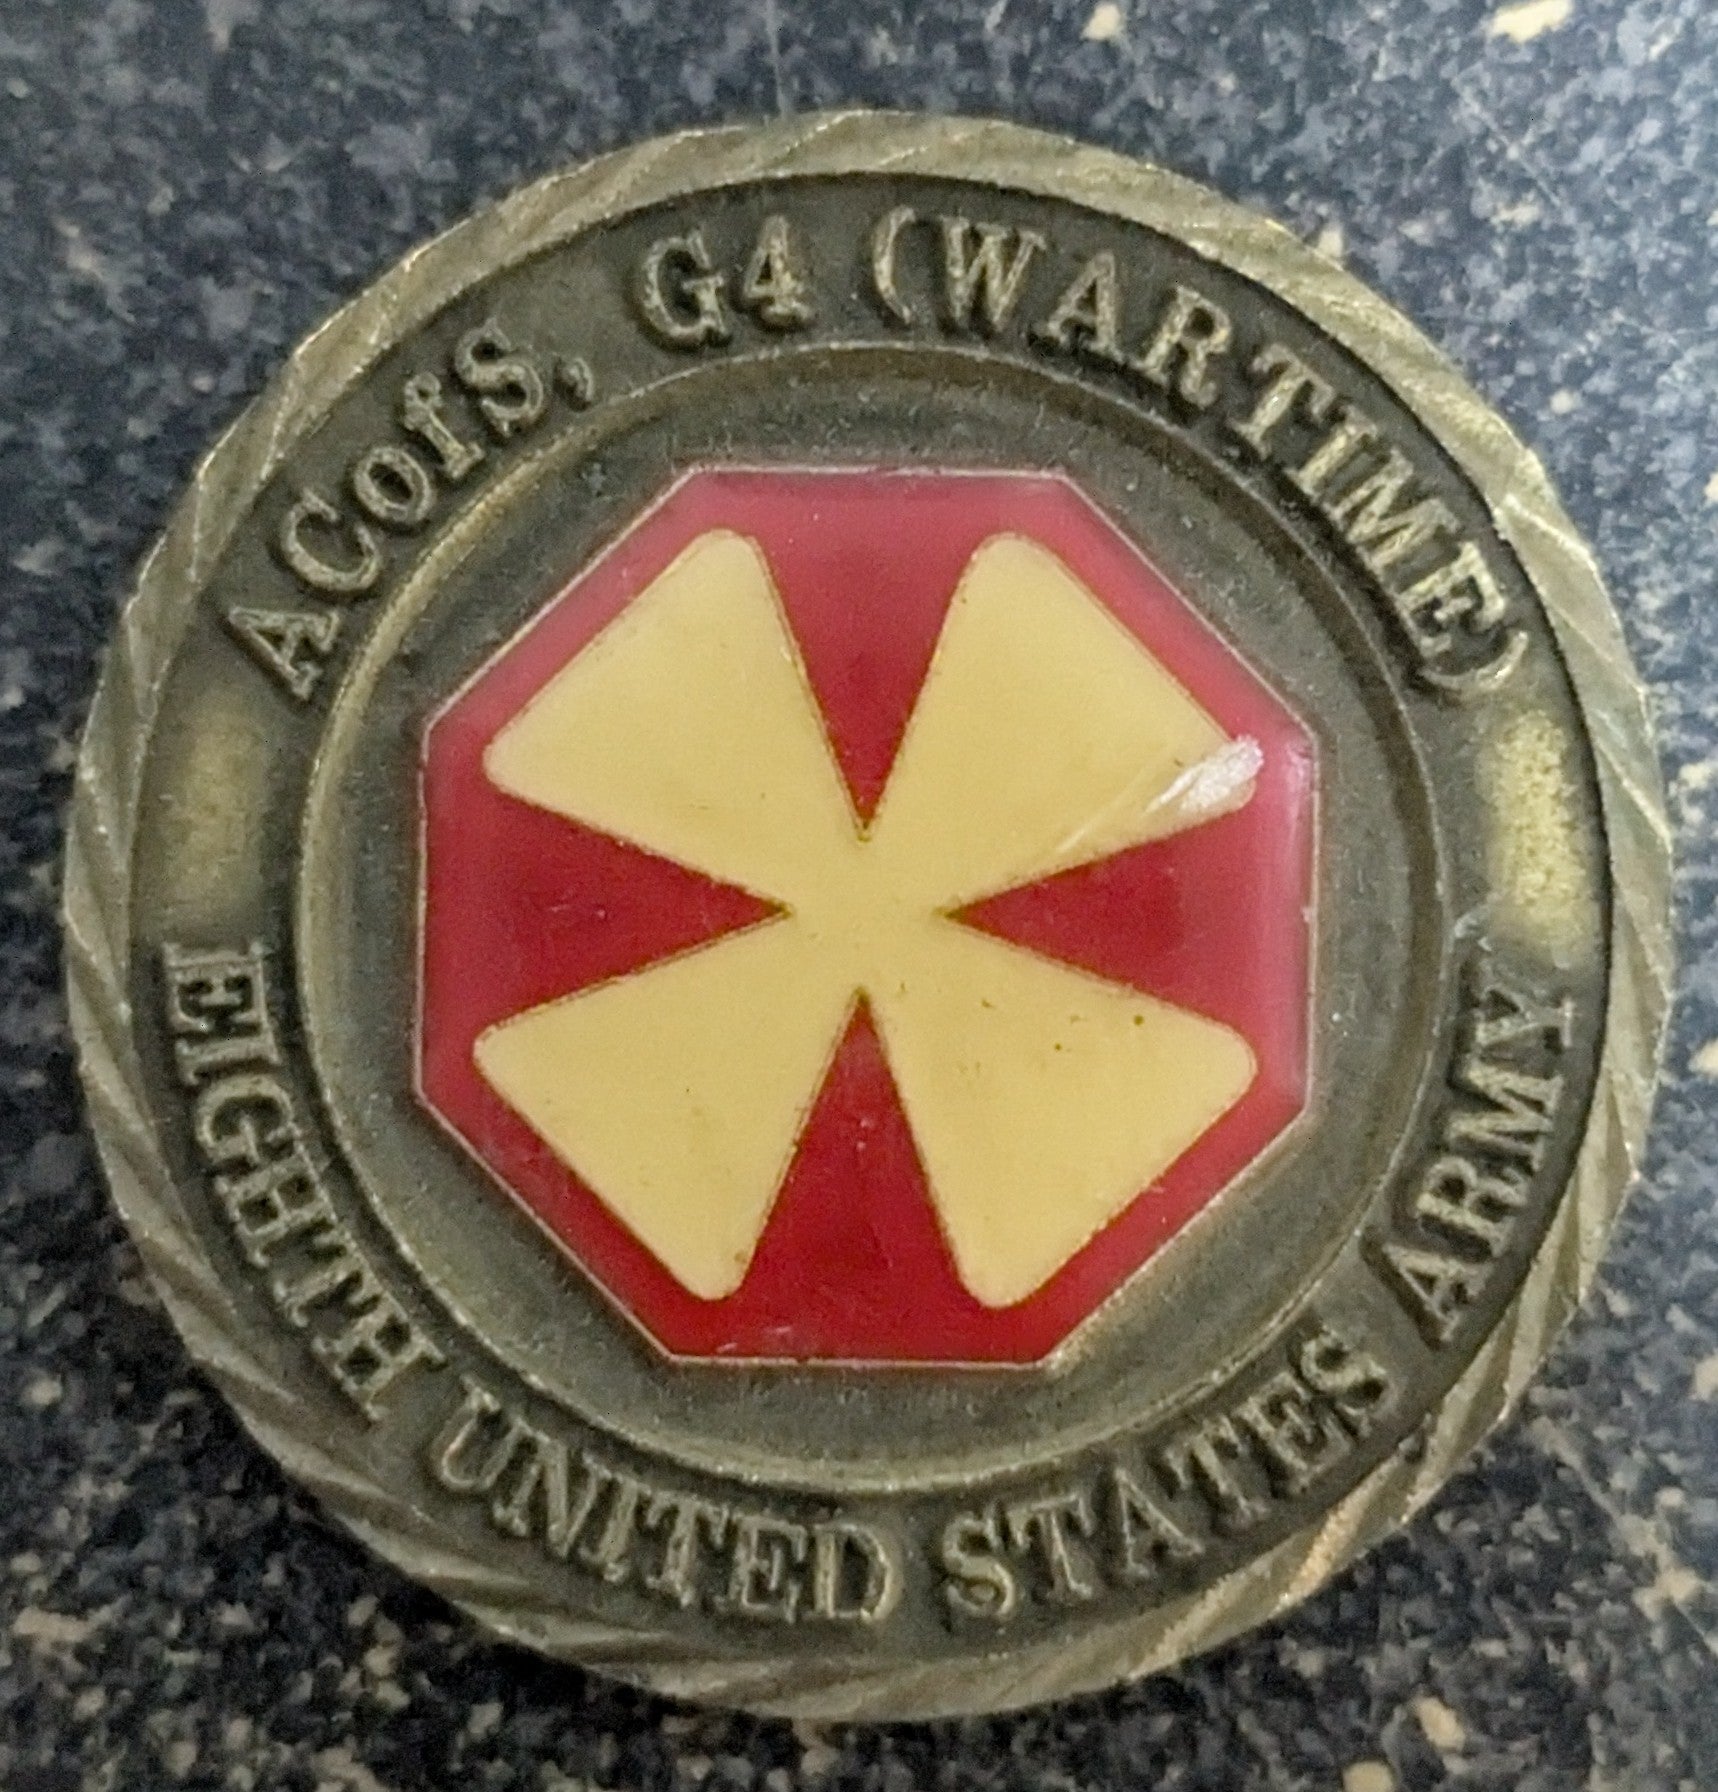 ACofS, G4 (WARTIME)
EIGHTH UNITED STATES ARMY